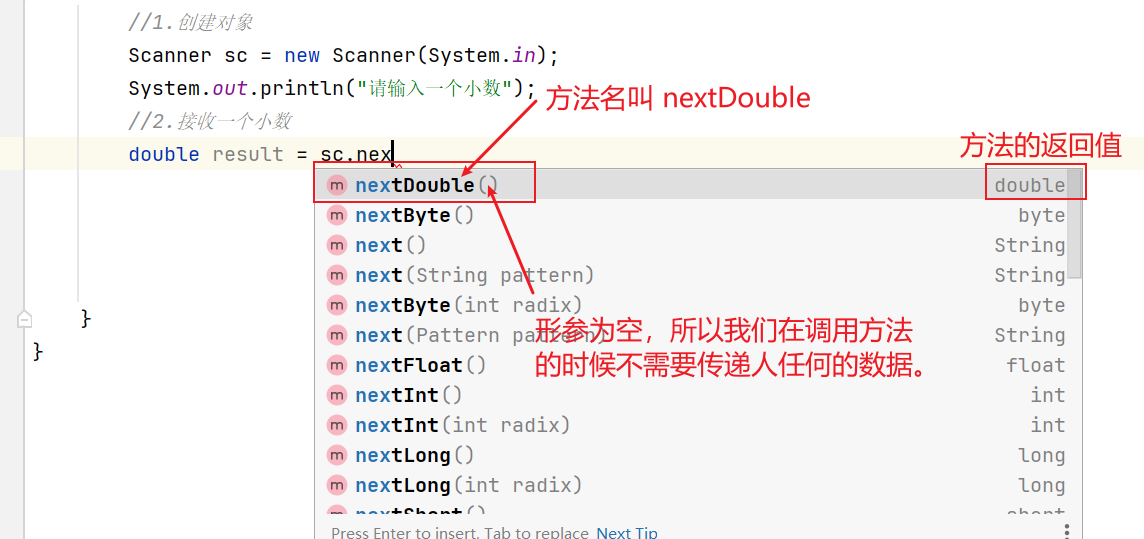 //1.创建对象
Scanner sc = new Scanner(System.in);
System.out.println("请输入一个小数");
方法名叫 nextDouble
//2.接收一个小数
方法的返回值
double result = sc.nex
m nextDouble() double
m nextByte() byte
m next() String
m next(String pattern) String
m nextByte(int radix) byte
}
形参为空，所以我们在调用方法
m next(Pattern pattern) String
}
的时候不需要传递人任何的数据。
m nextFloat() float
m nextInt() int
m nextInt(int radix) int
m nextLong() long
m nextLong(int radix) long
m nextShort() short
Press Enter to insert, Tab to replace Next Tip